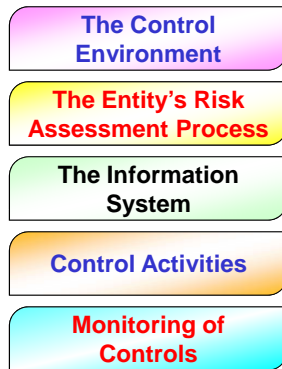 The Control
Environment
The Entity's Risk
Assessment Process
The Information
System
Control Activities
Monitoring of
Controls